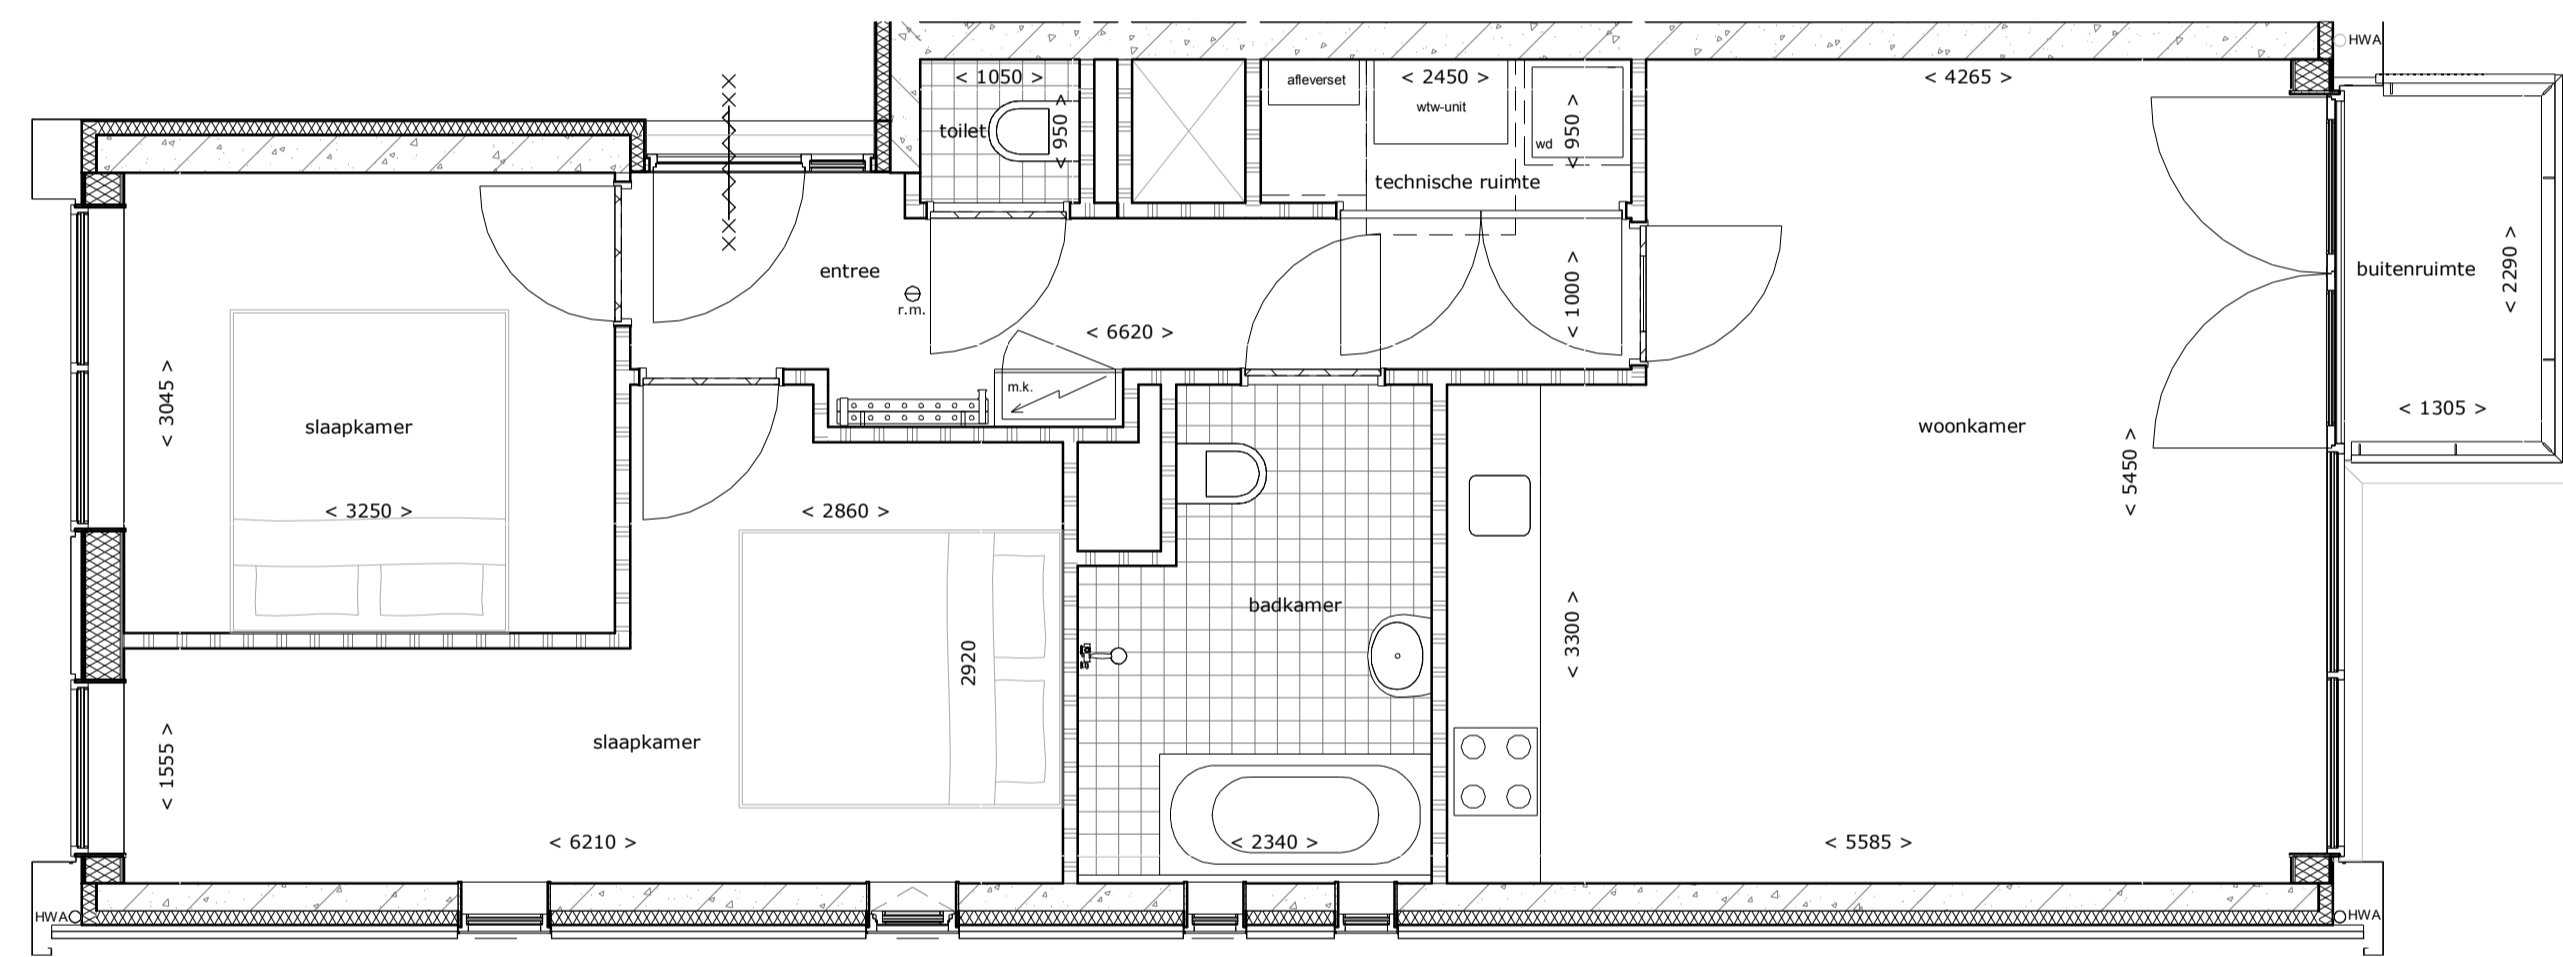 HWA
< 1050 >
afleverset
< 2450 >
< 4265 >
wtw-unit
toilet
< 950 >
< 950 >
wd
technische ruimte
entree
r.m.
< 1000 >
buitenruimte
< 2290 >
< 6620 >
m.k.
< 3045 >
slaapkamer
woonkamer
< 1305 >
< 5450 >
< 3250 >
< 2860 >
badkamer
< 3300 >
2920
slaapkamer
< 1555 >
< 6210 >
< 2340 >
< 5585 >
HWA
HWA